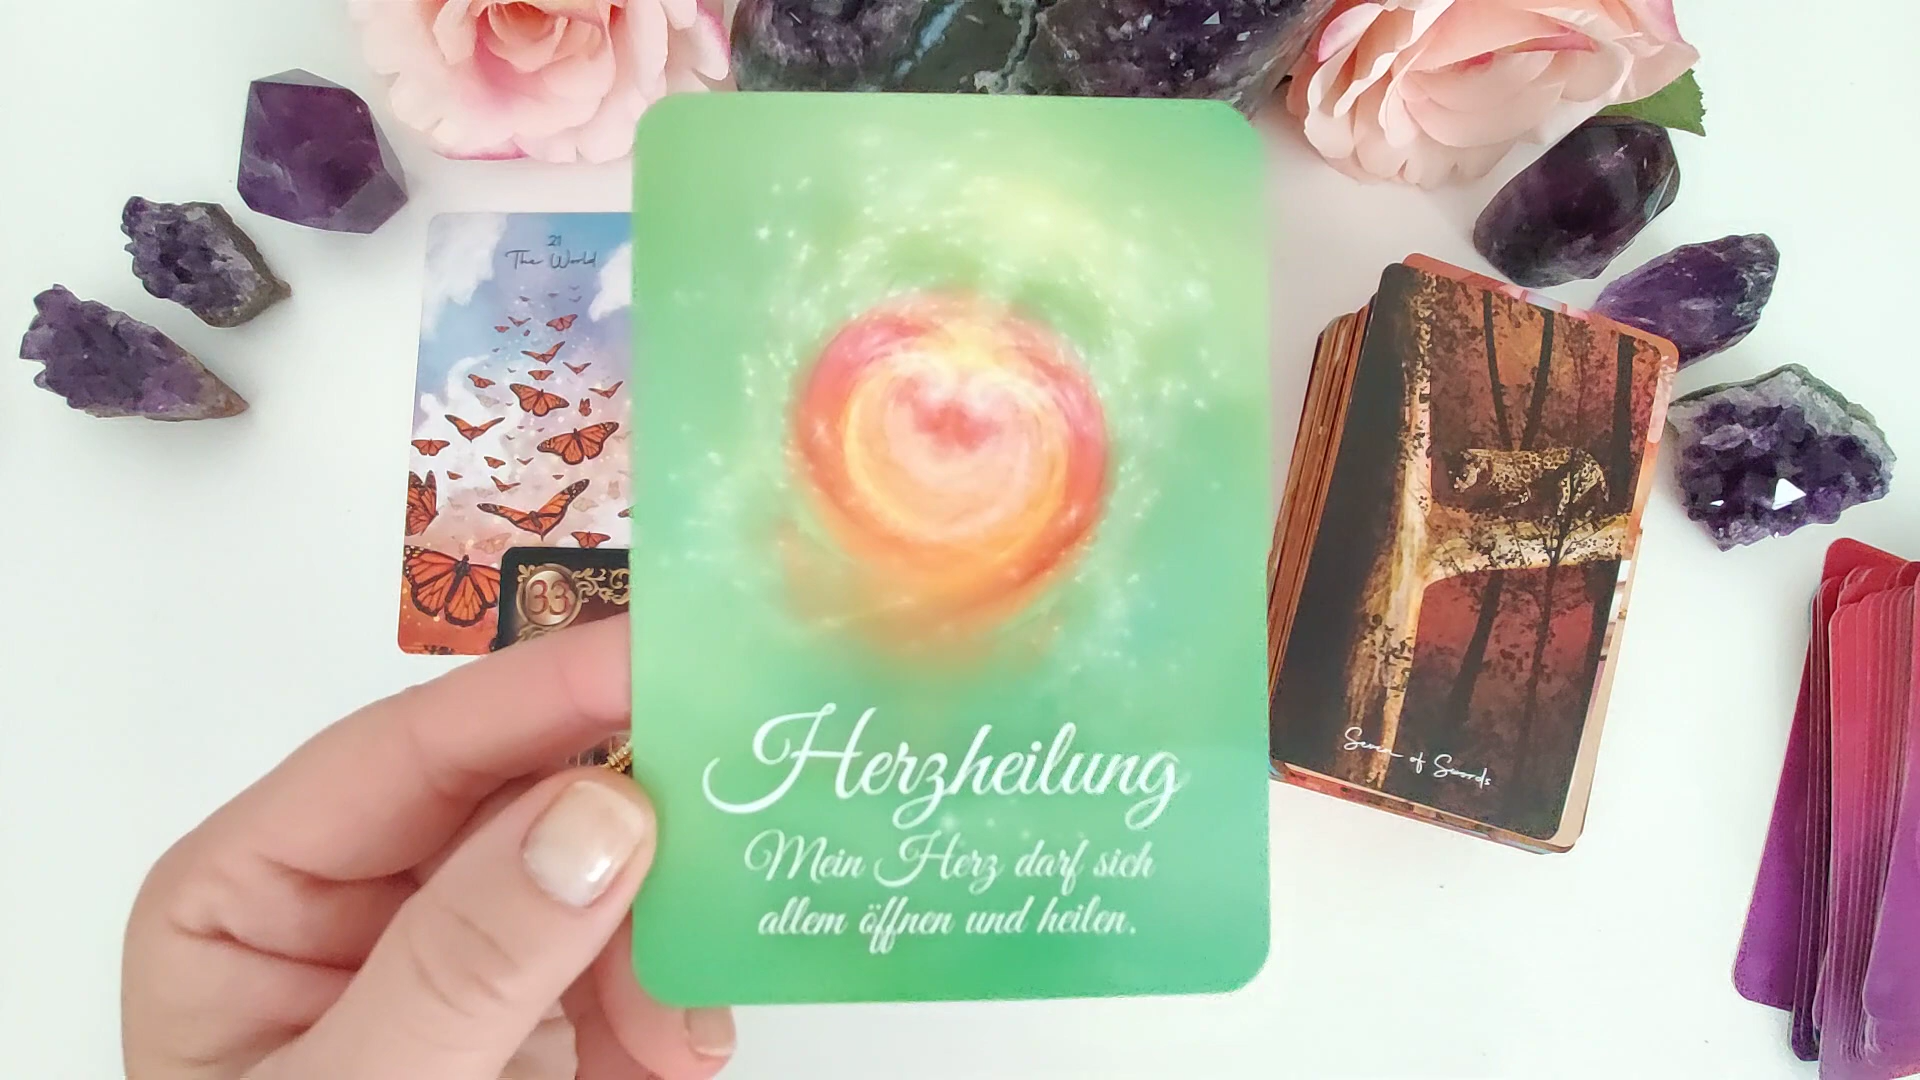 21
The World
33
Herzheilung
Mein Herz darf sich
allem öffnen und heilen.
Seven of Swords